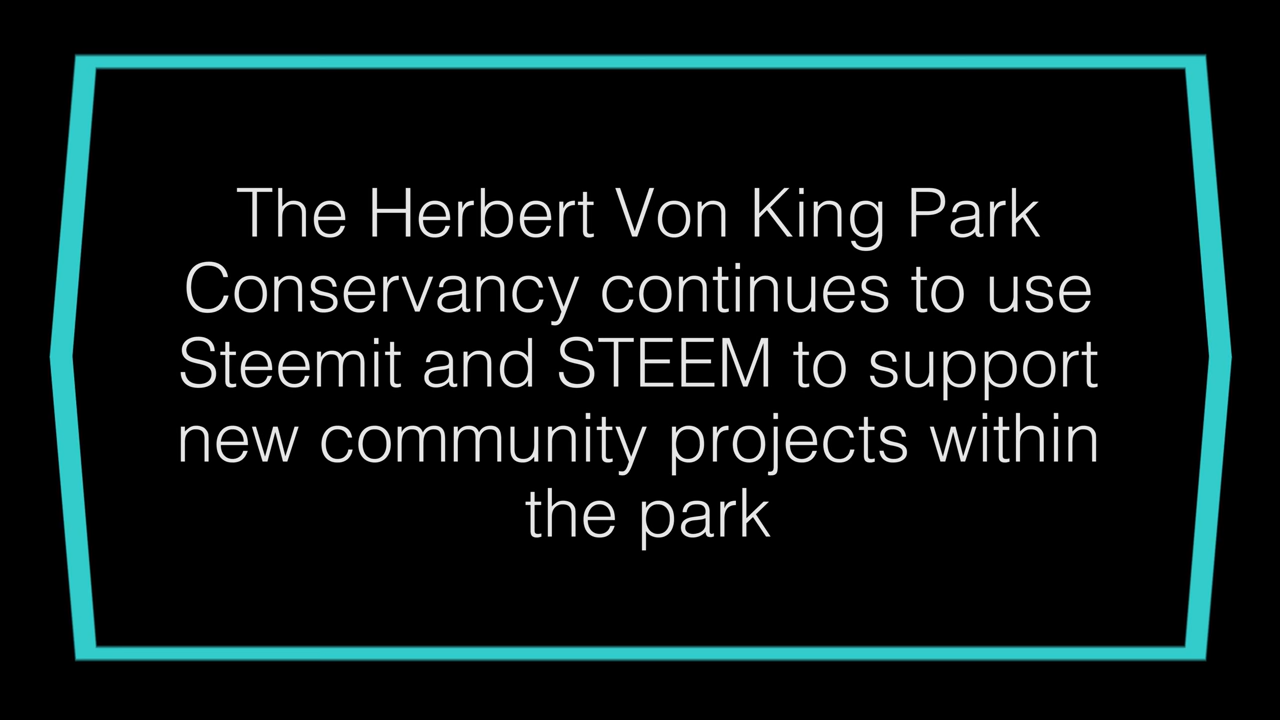 The Herbert Von King Park
Conservancy continues to use
Steemit and STEEM to support
new community projects within
the park